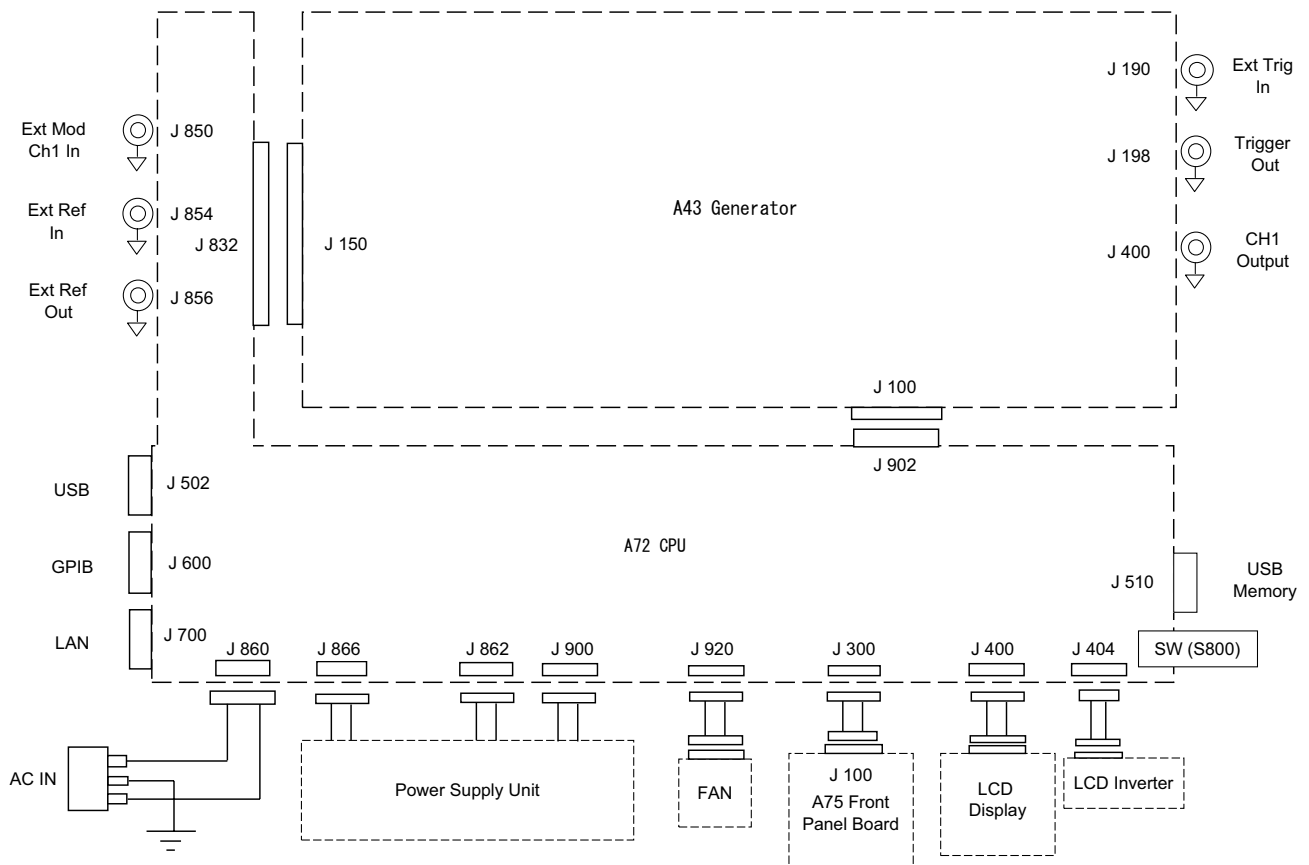 J 190
Ext Trig
In
Ext Mod
Ch1 In
J 850
J 198
Trigger
Out
Ext Ref
In
J 854
A43 Generator
J 832
J 150
J 400
CH1
Output
Ext Ref
Out
J 856
J 100
J 902
USB
J 502
A72 CPU
GPIB
J 600
J 510
USB
Memory
LAN
J 700
J 860
J 866
J 862
J 900
J 920
J 300
J 400
J 404
SW (S800)
AC IN
Power Supply Unit
FAN
J 100
A75 Front
Panel Board
LCD
Display
LCD Inverter